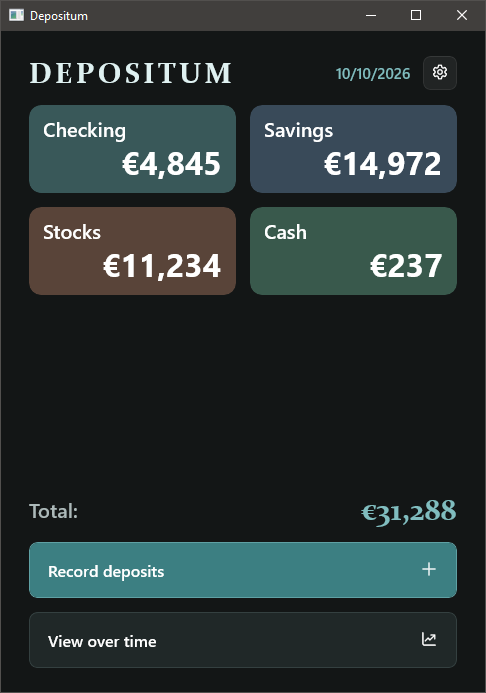 Depositum
DEPOSITUM
10/10/2026
Checking
€4,845
Savings
€14,972
Stocks
€11,234
Cash
€237
Total:
€31,288
Record deposits
View over time